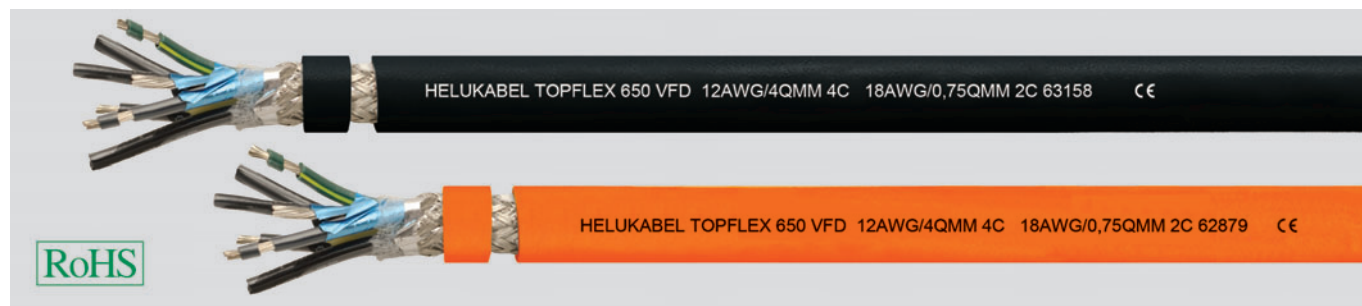 HELUKABEL TOPFLEX 650 VFD 12AWG/4QMM 4C 18AWG/0,75QMM 2C 63158 CE
HELUKABEL TOPFLEX 650 VFD 12AWG/4QMM 4C 18AWG/0,75QMM 2C 62879 CE
RoHS